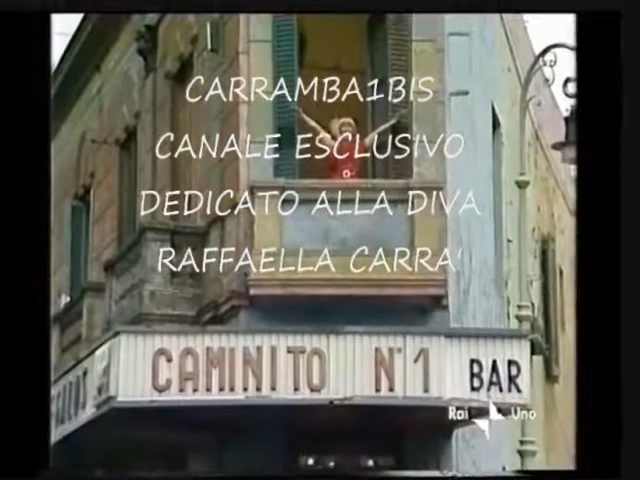 CARRAMBA1BIS
CANALE ESCLUSIVO
DEDICATO ALLA DIVA
RAFFAELLA CARRA'
CAMINITO N°1 BAR
Rai Uno